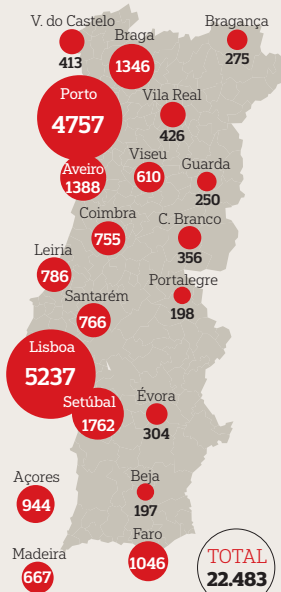 V. do Castelo
413
Braga
1346
Bragança
275
Porto
4757
Vila Real
426
Aveiro
1388
Viseu
610
Guarda
250
Coimbra
755
C. Branco
356
Leiria
786
Portalegre
198
Santarém
766
Lisboa
5237
Setúbal
1762
Évora
304
Açores
944
Beja
197
Madeira
667
Faro
1046
TOTAL
22.483